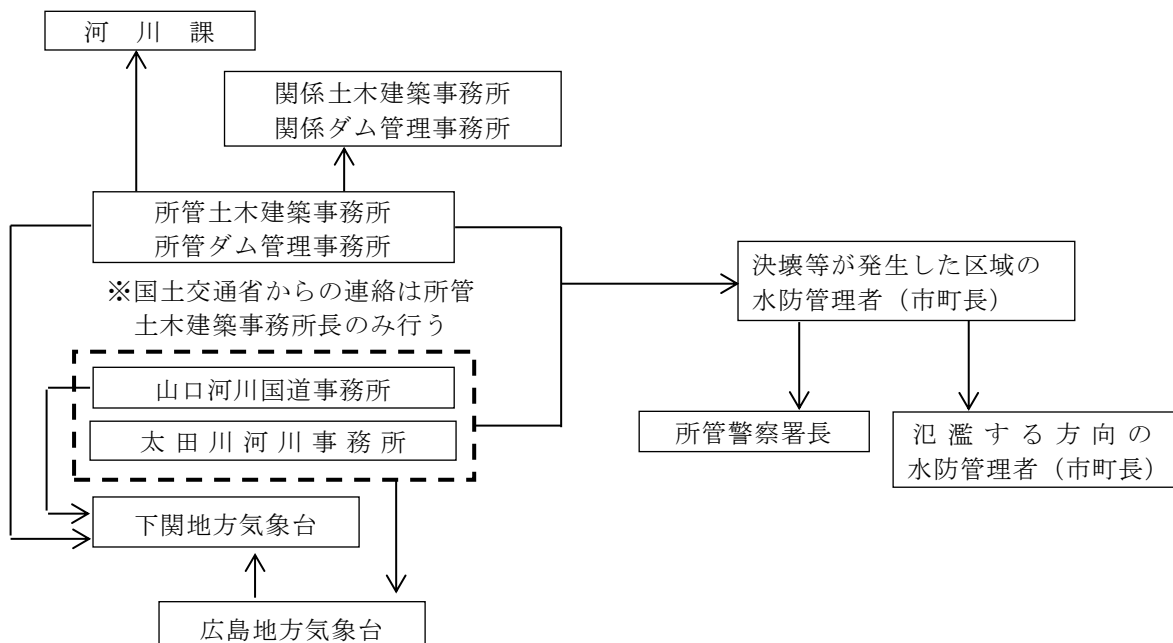 河　川　課
関係土木建築事務所
関係ダム管理事務所
所管土木建築事務所
所管ダム管理事務所
※国土交通省からの連絡は所管
土木建築事務所長のみ行う
決壊等が発生した区域の
水防管理者（市町長）
山口河川国道事務所
太 田 川 河 川 事 務 所
所管警察署長
氾 濫 す る 方 向 の
水防管理者（市町長）
下関地方気象台
広島地方気象台